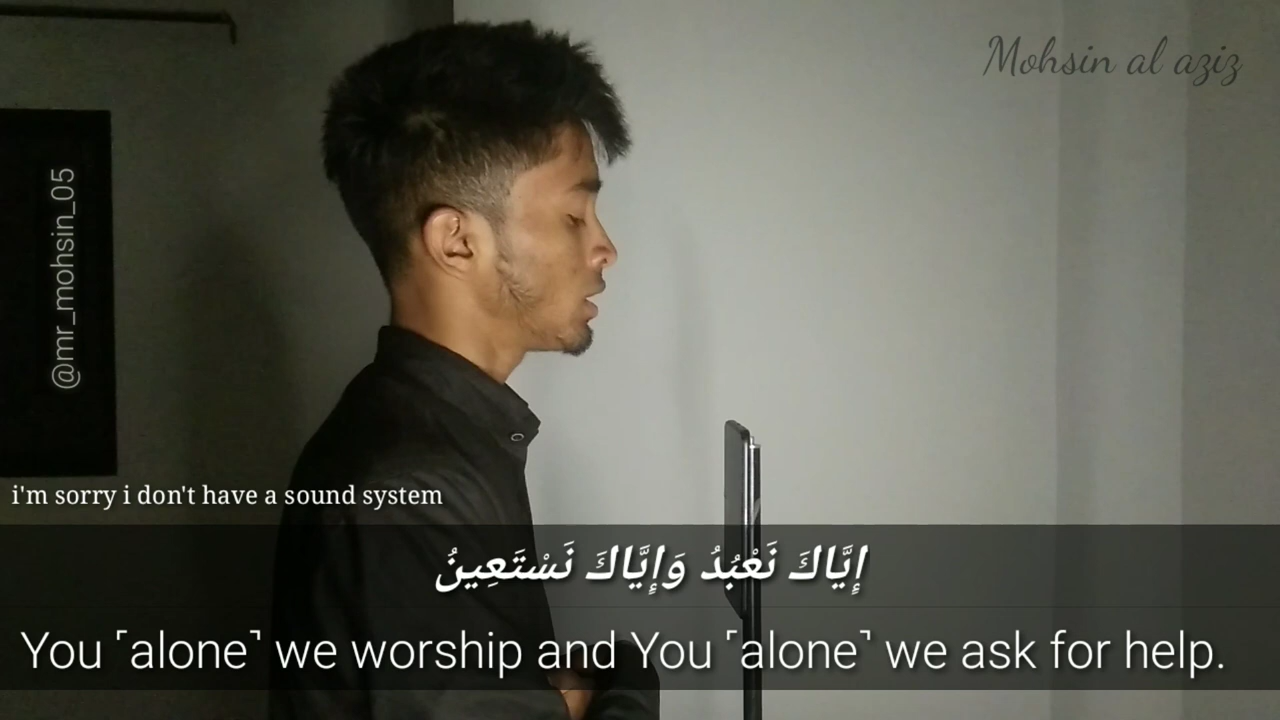 Mohsin al aziz
@mr_mohsin_05
i'm sorry i don't have a sound system
إِيَّاكَ نَعْبُدُ وَإِيَّاكَ نَسْتَعِينُ
You ˹alone˺ we worship and You ˹alone˺ we ask for help.